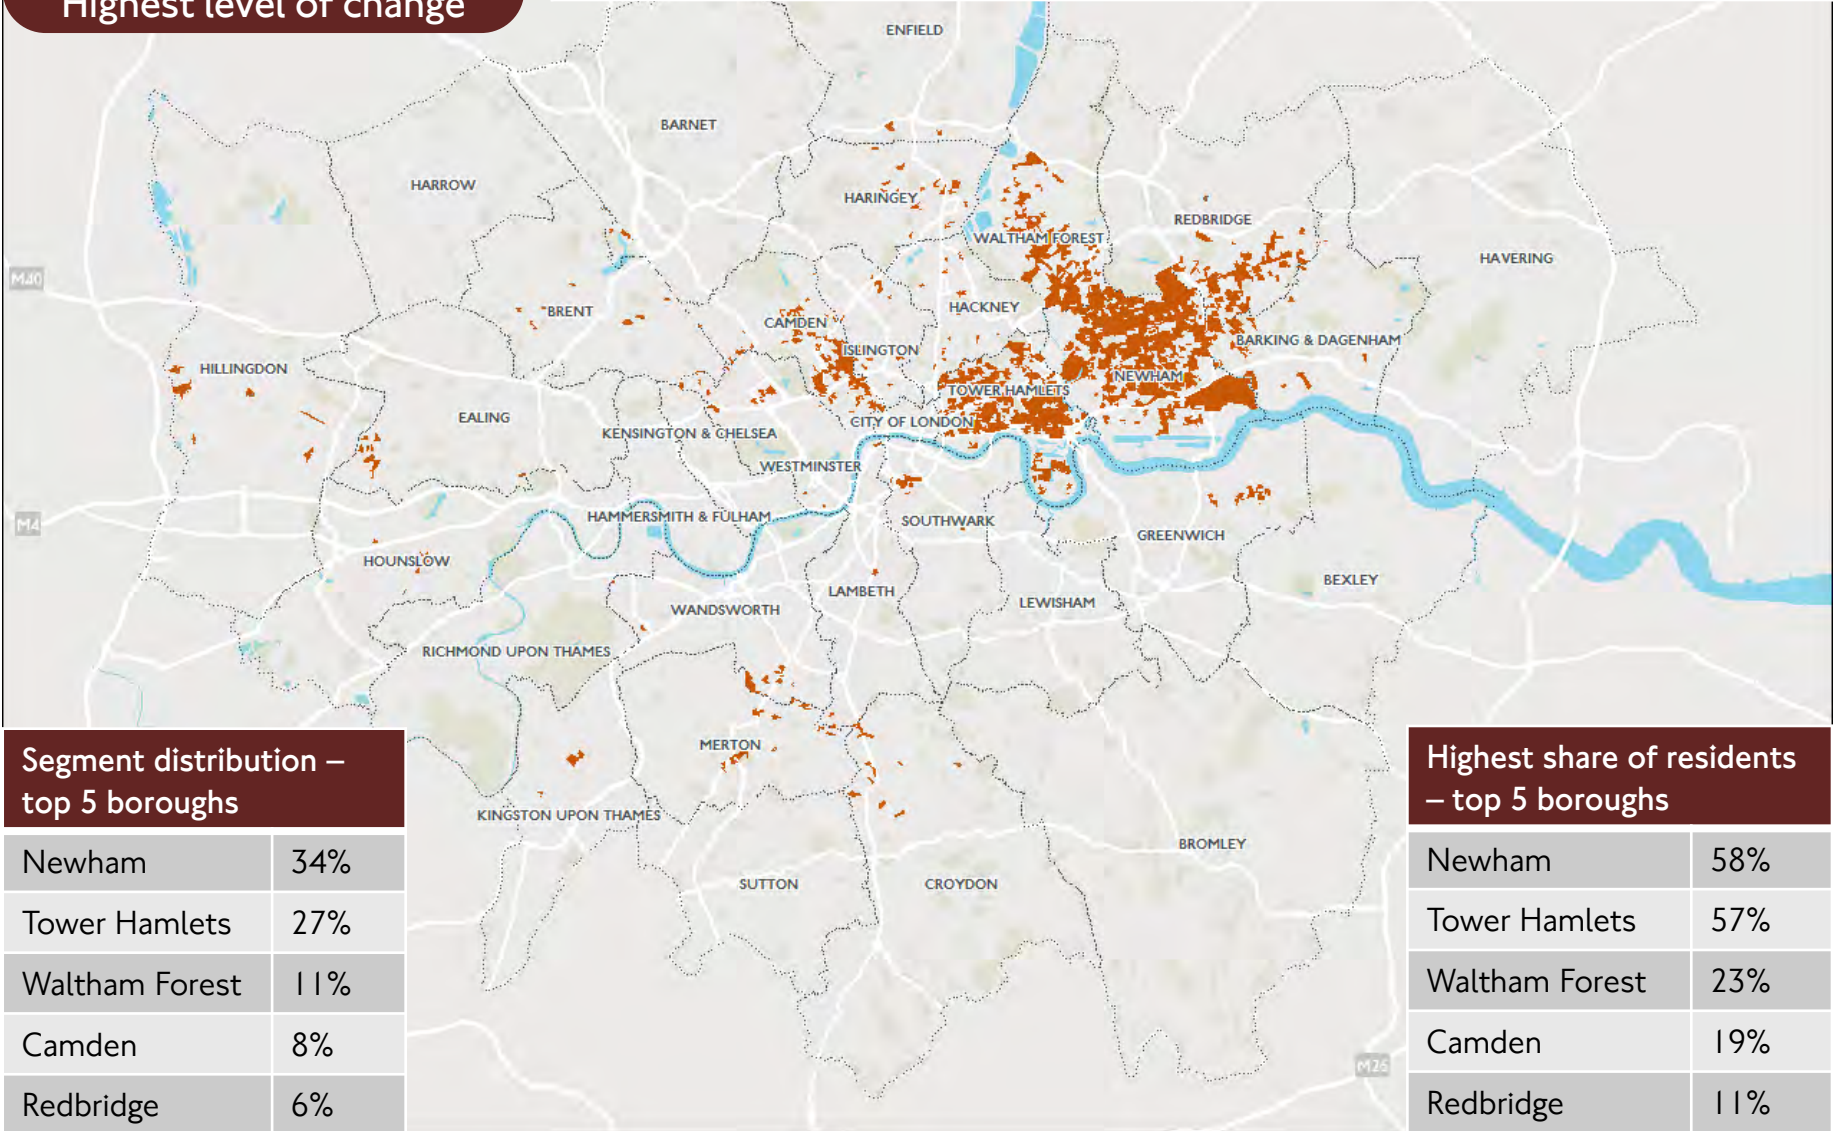 Highest level of change
ENFIELD
BARNET
HARROW
HARINGEY
REDBRIDGE
WALTHAM FOREST
HAVERING
M40
BRENT
HACKNEY
CAMDEN
ISLINGTON
BARKING & DAGENHAM
HILLINGDON
NEWHAM
TOWER HAMLETS
EALING
CITY OF LONDON
KENSINGTON & CHELSEA
WESTMINSTER
M4
HAMMERSMITH & FULHAM
SOUTHWARK
GREENWICH
HOUNSLOW
BEXLEY
LAMBETH
WANDSWORTH
LEWISHAM
RICHMOND UPON THAMES
MERTON
KINGSTON UPON THAMES
BROMLEY
SUTTON
CROYDON
M26
Segment distribution –
top 5 boroughs
Newham 34%
Tower Hamlets 27%
Waltham Forest 11%
Camden 8%
Redbridge 6%
Highest share of residents
– top 5 boroughs
Newham 58%
Tower Hamlets 57%
Waltham Forest 23%
Camden 19%
Redbridge 11%